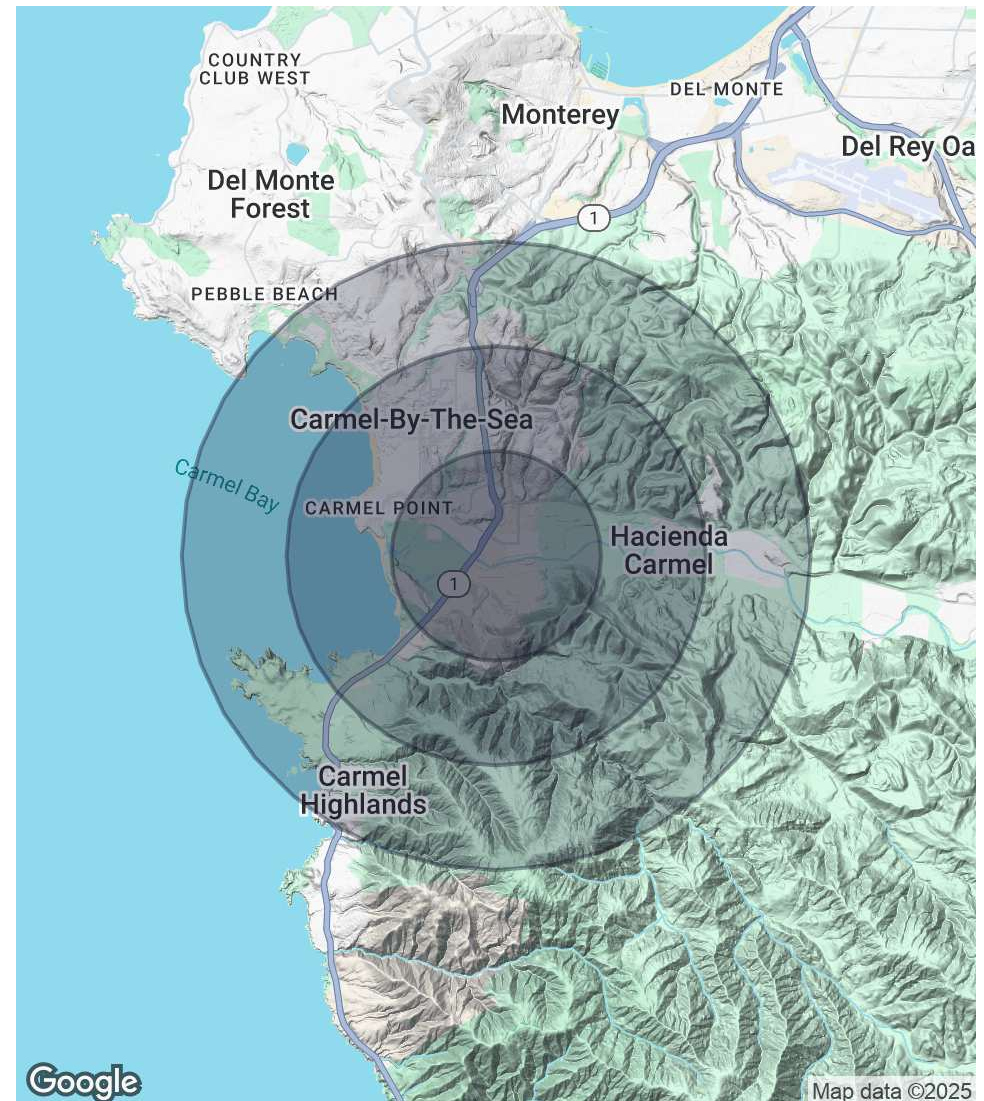 COUNTRY
CLUB WEST
DEL MONTE
Monterey
Del Rey Oa
Del Monte
Forest
1
PEBBLE BEACH
Carmel-By-The-Sea
Carmel Bay
CARMEL POINT
Hacienda
Carmel
1
Carmel
Highlands
Google
Map data ©2025